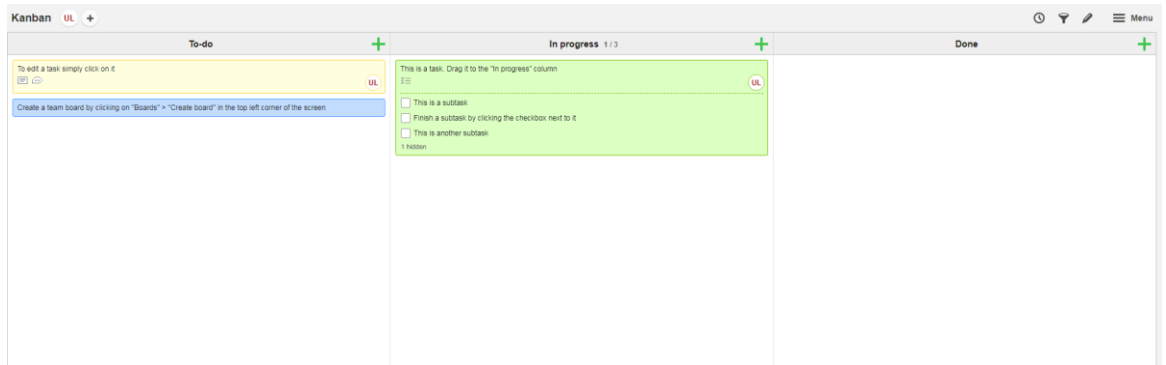 Kanban UL +
Menu
To-do
In progress 1 / 3
Done
To edit a task simply click on it
UL
Create a team board by clicking on "Boards" > "Create board" in the top left corner of the screen
This is a task. Drag it to the "In progress" column
UL
This is a subtask
Finish a subtask by clicking the checkbox next to it
This is another subtask
1 hidden